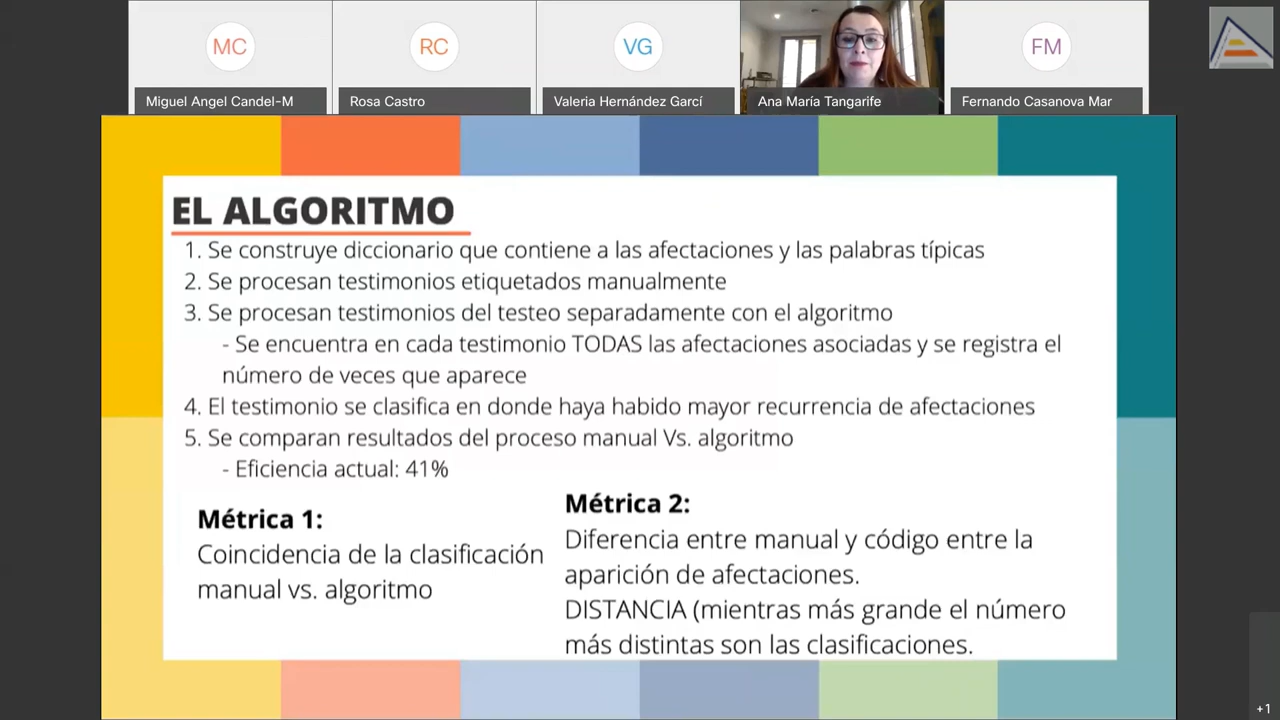 MC
RC
VG
FM
Miguel Angel Candel-M
Rosa Castro
Valeria Hernández Garcí
Ana María Tangarife
Fernando Casanova Mar
EL ALGORITMO
1. Se construye diccionario que contiene a las afectaciones y las palabras típicas
2. Se procesan testimonios etiquetados manualmente
3. Se procesan testimonios del testeo separadamente con el algoritmo
- Se encuentra en cada testimonio TODAS las afectaciones asociadas y se registra el
número de veces que aparece
4. El testimonio se clasifica en donde haya habido mayor recurrencia de afectaciones
5. Se comparan resultados del proceso manual Vs. algoritmo
- Eficiencia actual: 41%
Métrica 1:
Coincidencia de la clasificación
manual vs. algoritmo
Métrica 2:
Diferencia entre manual y código entre la
aparición de afectaciones.
DISTANCIA (mientras más grande el número
más distintas son las clasificaciones.
+1